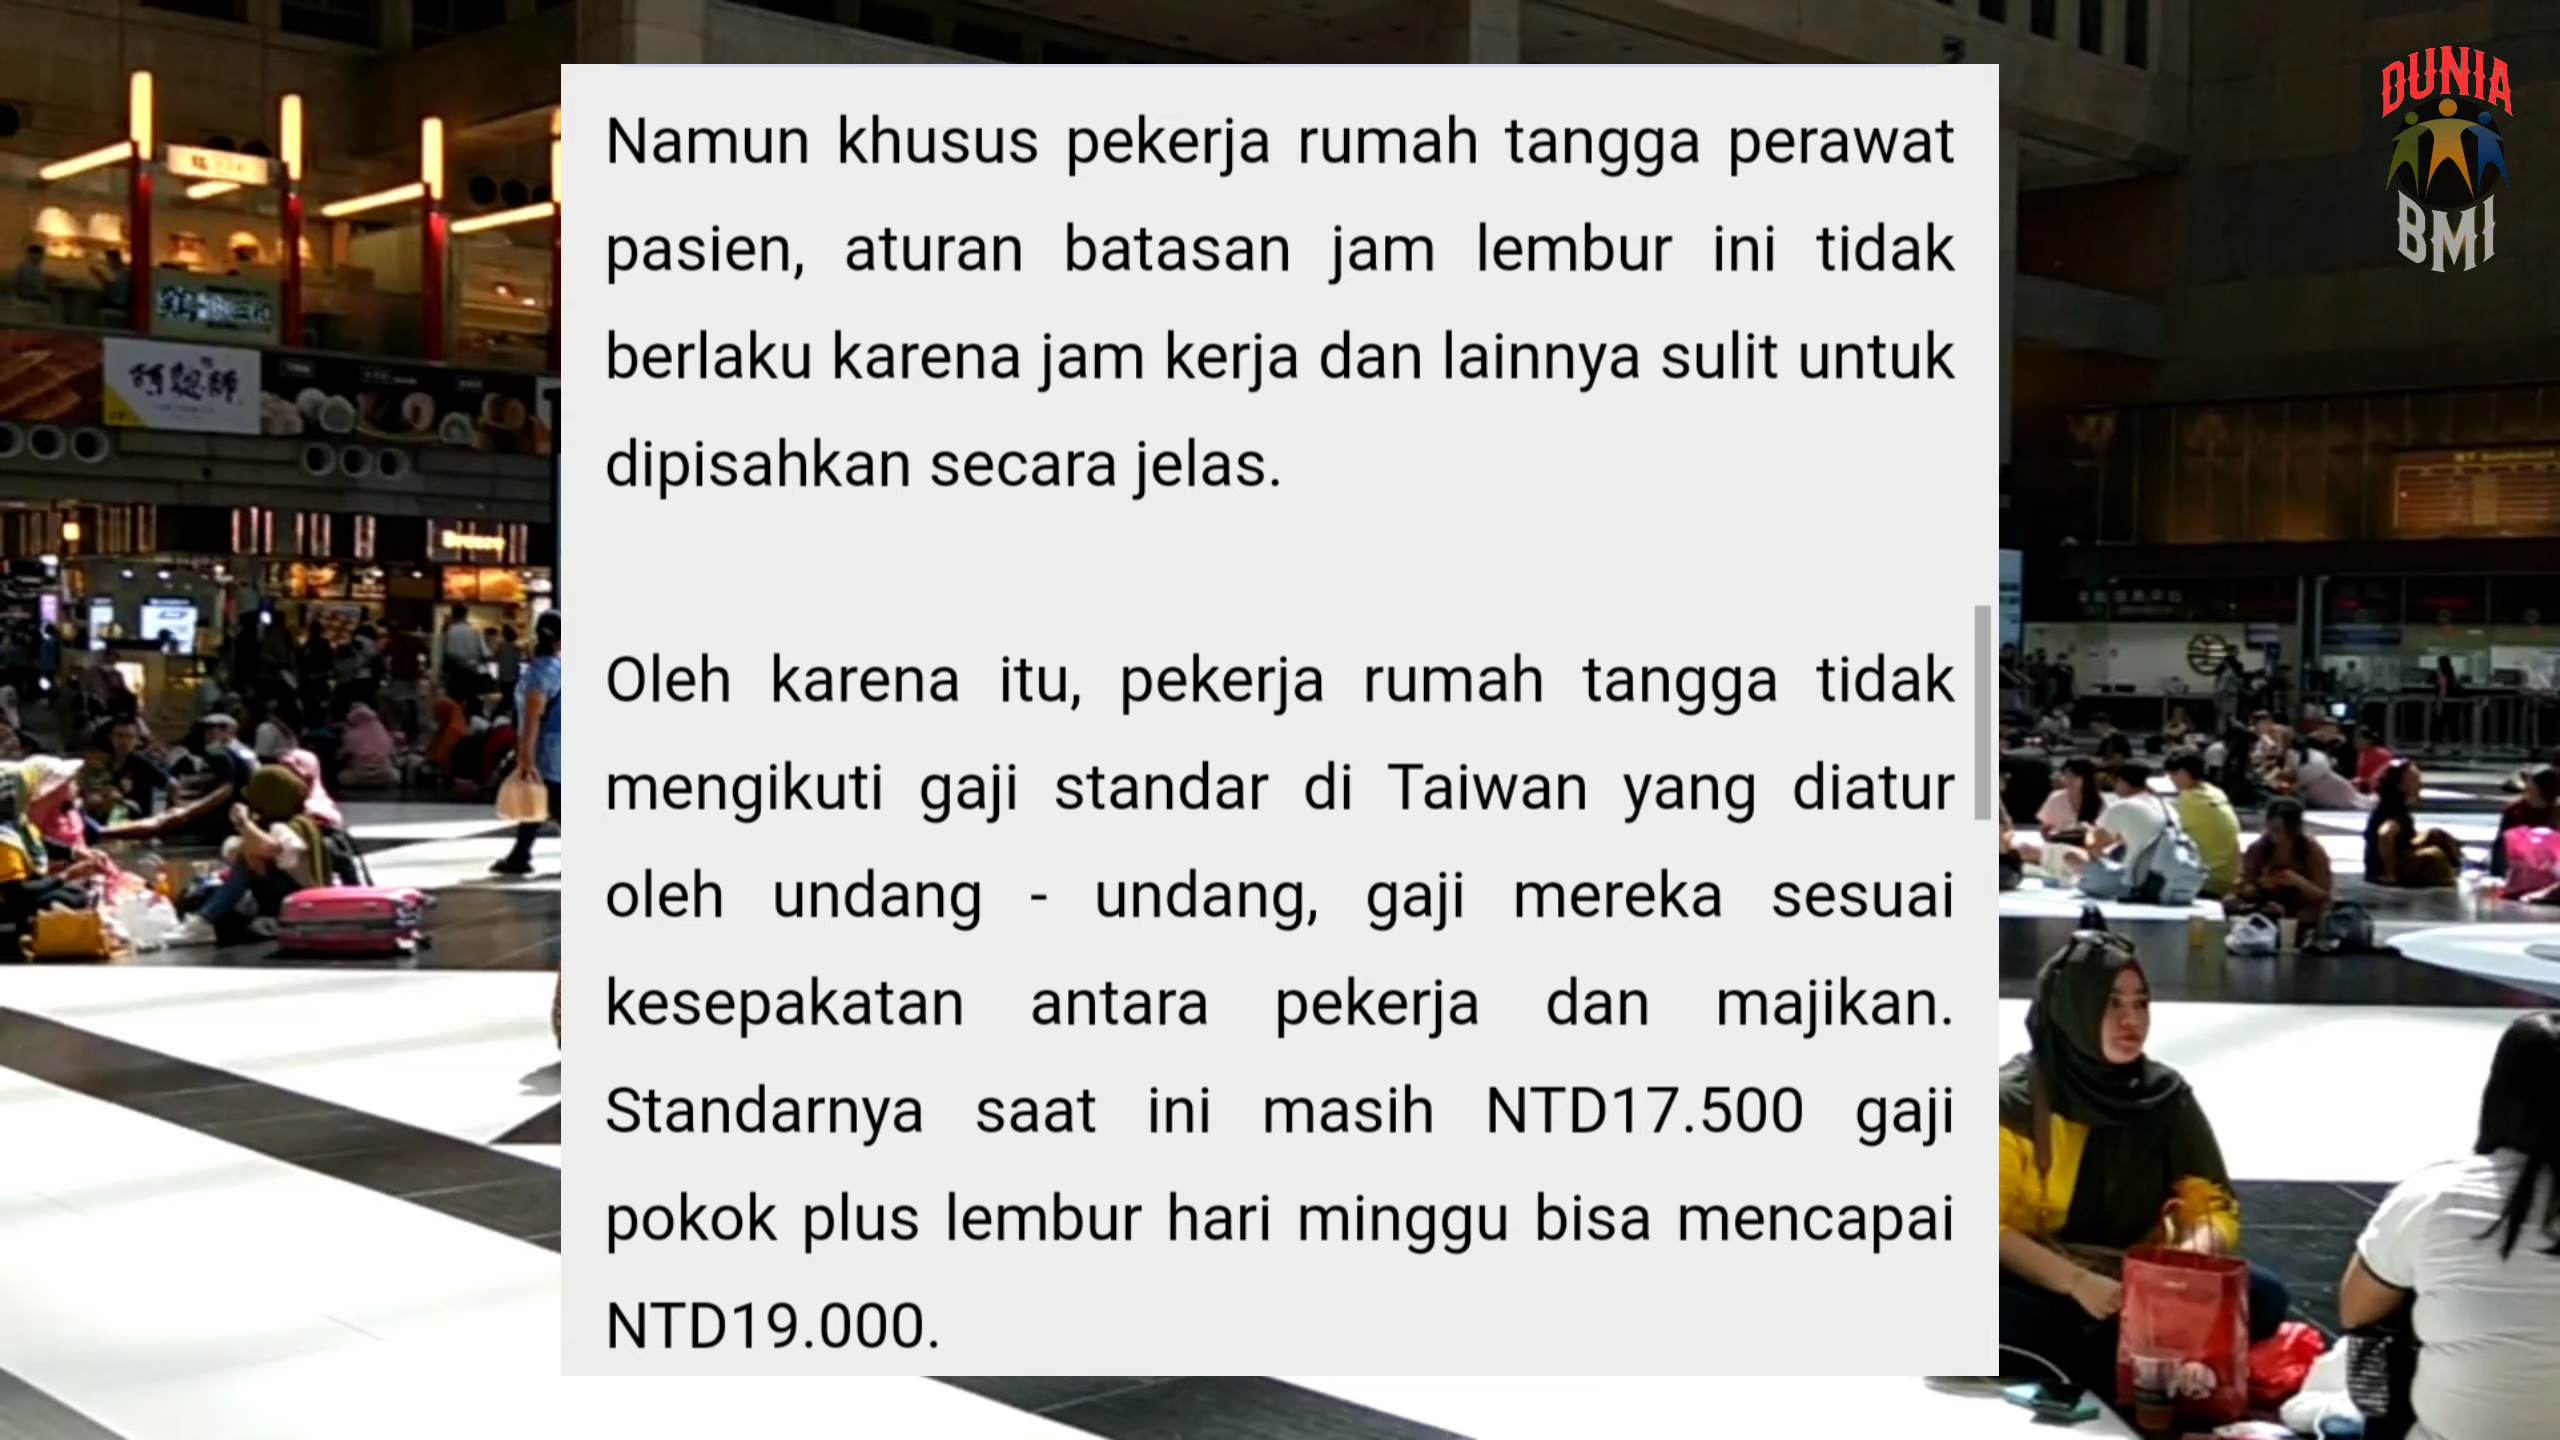 DUNIA
BMI
Namun khusus pekerja rumah tangga perawat
pasien, aturan batasan jam lembur ini tidak
berlaku karena jam kerja dan lainnya sulit untuk
dipisahkan secara jelas.
Oleh karena itu, pekerja rumah tangga tidak
mengikuti gaji standar di Taiwan yang diatur
oleh undang - undang, gaji mereka sesuai
kesepakatan antara pekerja dan majikan.
Standarnya saat ini masih NTD17.500 gaji
pokok plus lembur hari minggu bisa mencapai
NTD19.000.
Breeze